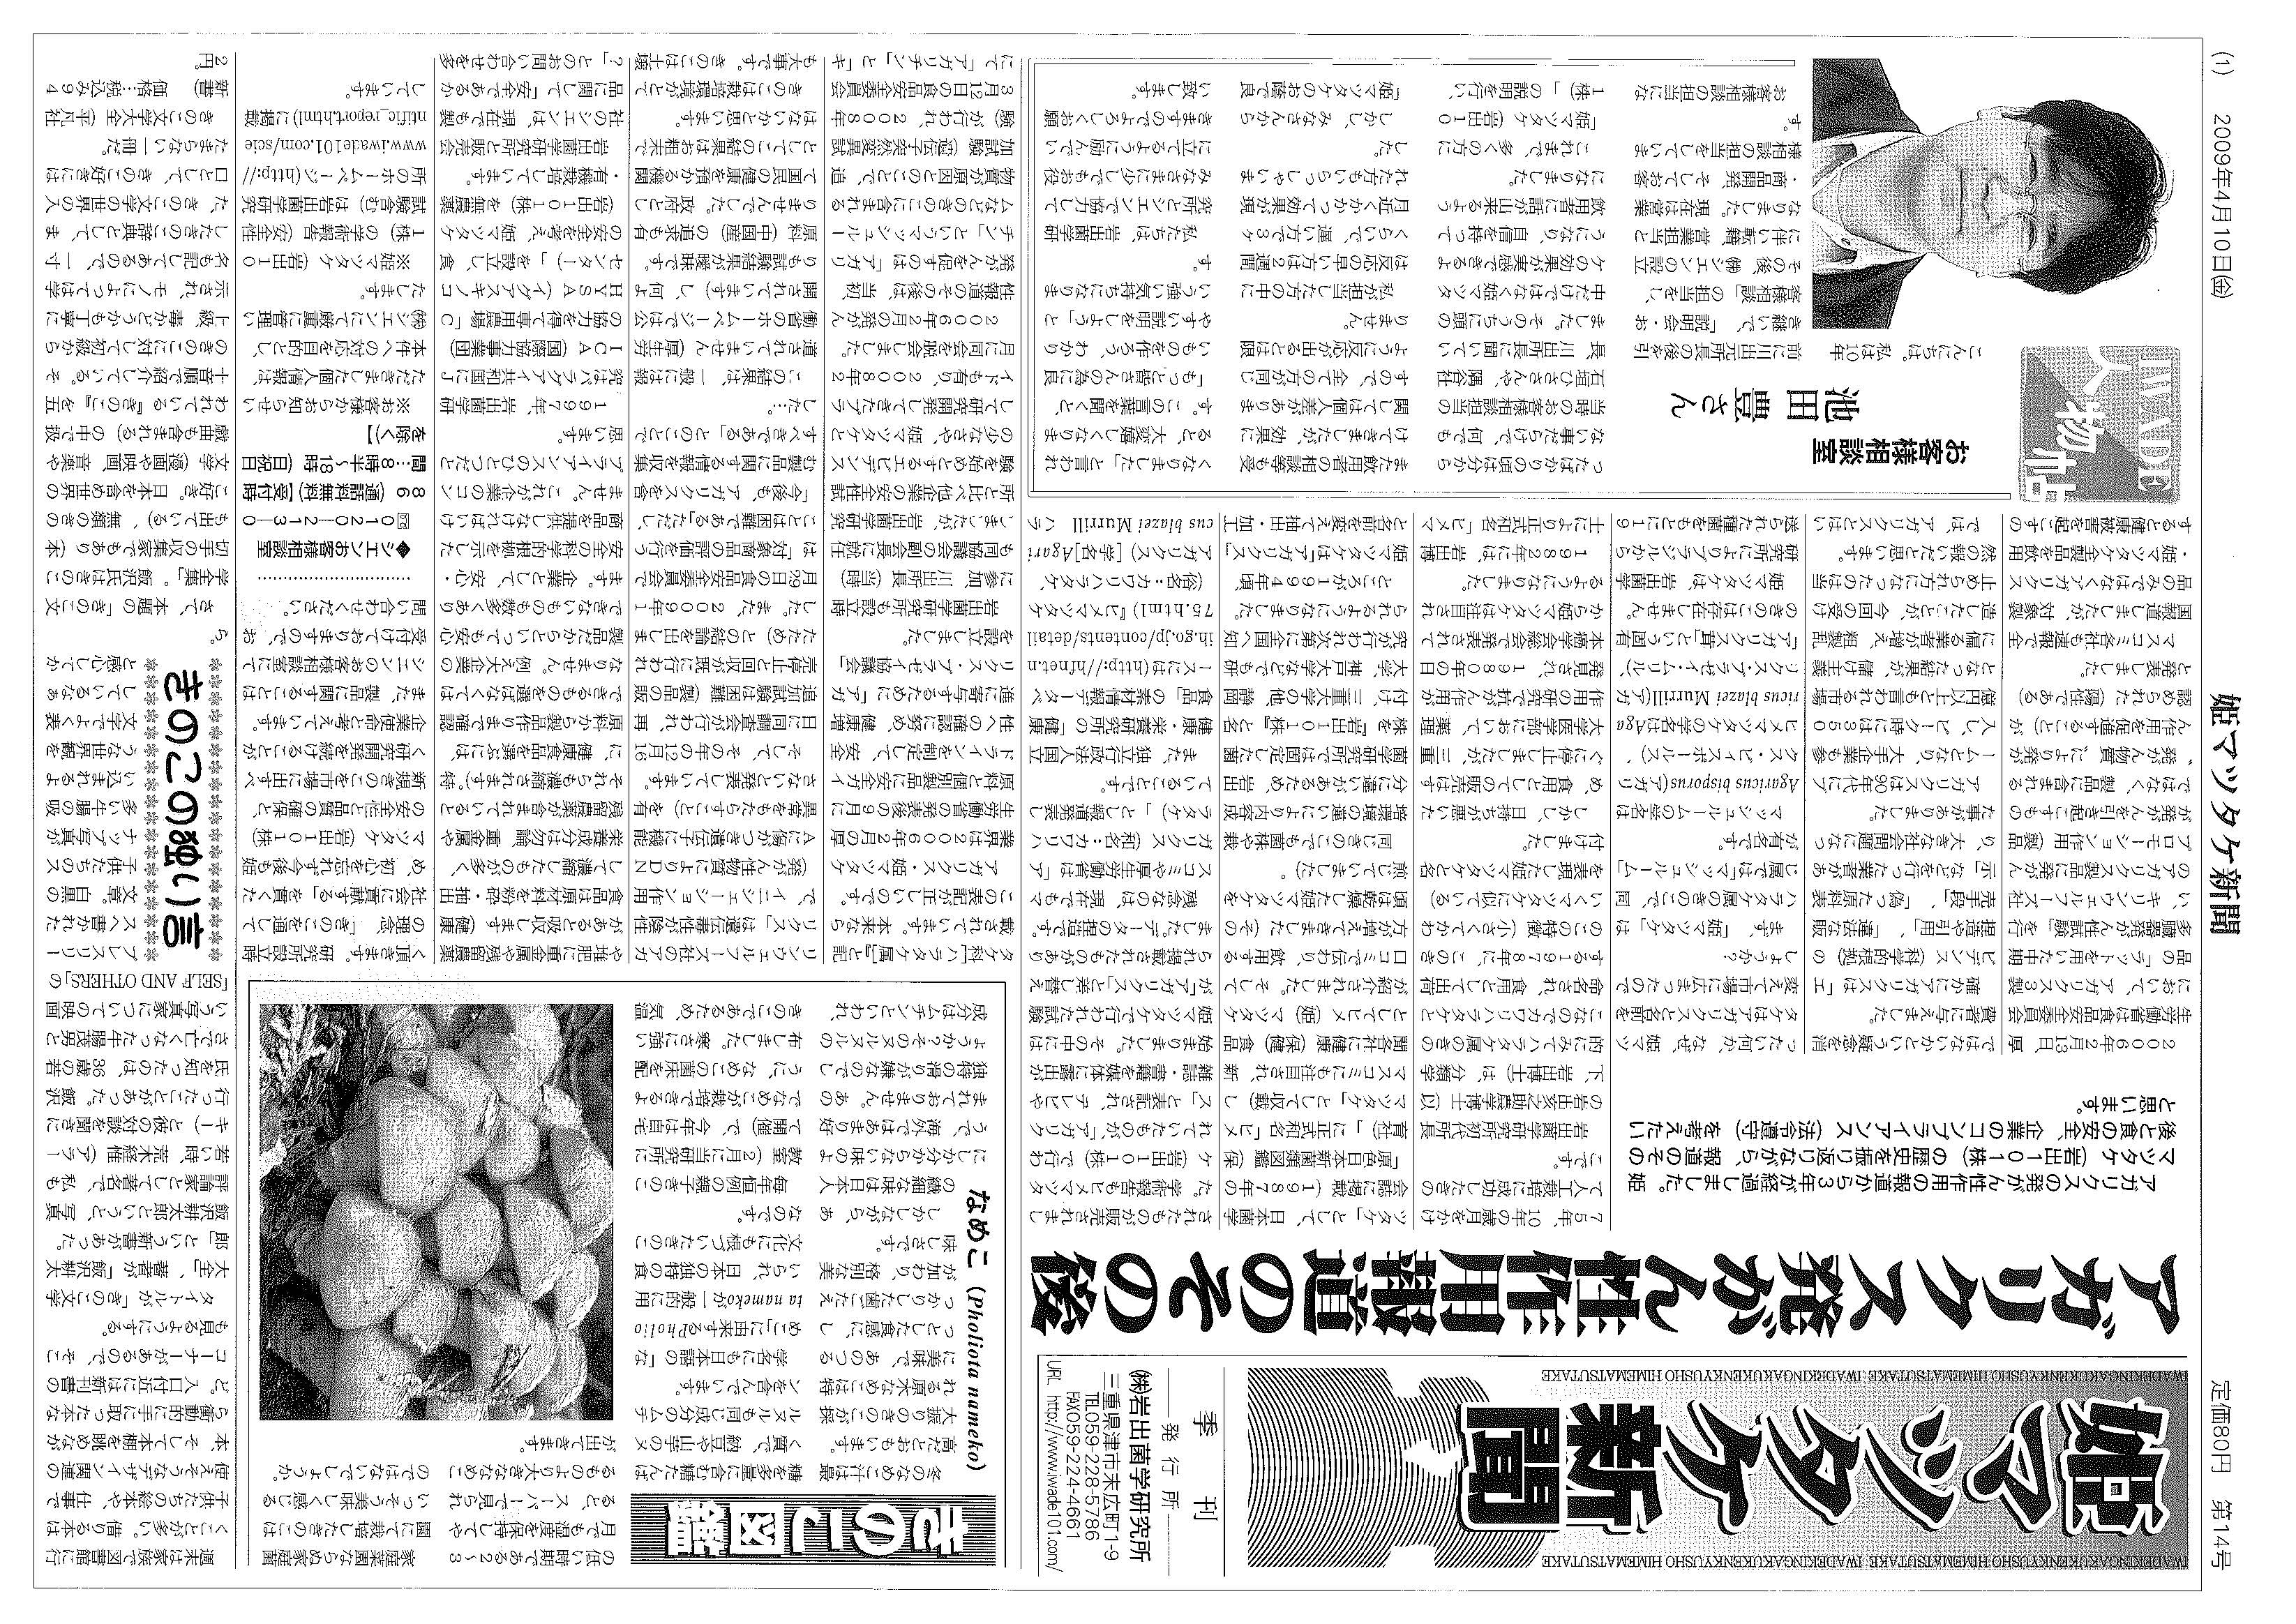 (1)
2009年4月10日㈮
姫マツタケ新聞
定価80円　第14号
姫マツタケ新聞
季　刊
発行所
㈱岩出菌学研究所
三重県津市末広町1-9
TEL059-228-5786
FAX059-224-4661
URL http://www.iwade101.com/
アガリクス発がん性作用報道のその後
アガリクスの発がん性作用の報道から3年が経過しました。姫
マツタケ（岩出101株）の歴史を振り返りながら、報道のその
後と食の安全、企業のコンプライアンス（法令遵守）を考えたい
と思います。
2006年2月13日、厚
生労働省は食品安全委員会
において、アガリクス3製
品の「ラットを用いた中期
多臓器発がん性試験」を行
い、キリンウェルフーズ社
のアガリクス製品に発がん
プロモーション作用（製品
が発がんを引き起こすもの
ではなく、製品に含まれる
〝発がん物質〟により発が
ん作用を促進すること）が
認められた（陽性である）
と発表しました。
マスコミ各社も速報で全
国報道しましたが、対象製
品のみではなくアガリクス
・姫マツタケ全製品を飲用
すると健康被害を起こすの
ではないかという疑念を消
費者に与えました。
確かにアガリクスは「エ
ビデンス（科学的根拠）の
捏造や引用」、「違法な販
売手段」、「偽った原料表
示」などを行った業者があ
り、大きな社会問題になっ
た事がありました。
アガリクスは90年代にブ
ームとなり、大手企業も参
入し、ピーク時には350
億円以上とも言われる市場
となった結果が、儲け主義
に偏る業者が増え、粗製乱
造したことが、今回の受け
止められ方になったのは当
然の報いだと思います。
では、アガリクスとはい
ったい何か、なぜ、姫マツ
タケはアガリクスと名前を
変えて市場に広まったので
しょうか？
まず、「姫マツタケ」は
ハラタケ属のきのこで、同
じ属では「マッシュルーム」
が有名です。
マッシュルームの学名は
Agaricus bisporus(アガリ
クス・ビィスポールス）、
ヒメマツタケの学名はAga
ricus blazei Murrill(アガ
リクス・ブラゼイ・ムリル)、
「アガリクス茸」という固有
のきのこは存在しません。
姫マツタケは、岩出菌学
研究所によりブラジルから
送られた種菌をもとに19
75年、10年の歳月をかけ
て人工栽培に成功したきの
こです。
岩出菌学研究所初代所長
の岩出亥之助農学博士（以
下、岩出博士）は、分類学
的にみてハラタケ属のきの
こなのでカワリハラタケと
命名され、食用として出荷
する1978年に、このき
のこの特徴（小さくてかわ
いくマツタケに似ている）
を表現した姫マツタケと名
付けました。
しかし、日持ちが悪いた
め、食用としての販売はす
ぐに停止しましたが、三重
大学医学部において、薬理
作用の研究で抗がん作用が
発見され、1980年の日
本癌学会総会で発表されて
から姫マツタケは注目され
るようになりました。
1982年には、岩出博
士により正式和名「ヒメマ
ツタケ」として、日本菌学
会誌に掲載（1987年の
「原色日本新菌類図鑑（保
育社）」に正式和名「ヒメ
マツタケ」として収載）し
マスコミにも注目され、新
聞各社に健康（保健）食品
としてヒメ（姫）マツタケ
が紹介されました。そして
口コミで伝わり、飲用する
方が増えてきました（その
頃は乾燥した姫マツタケを
煎じていました）。
同じきのこでも菌株や栽
培環境の違いにより内容成
分に違いがあるため、岩出
菌学研究所では固定した菌
株を『岩出101株』と名
付け、三重大学の他、静岡
大学、神戸大学などでも研
究が行われ次第に全国へ知
られるようになりました。
ところが1994年頃、
姫マツタケは「アガリクス」
と名前を変えて抽出・加工
されたものが販売されまし
た。学術報告もヒメマツタ
ケ（岩出101株）で行わ
れていたものが、「アガリク
ス」と表記され、テレビや
雑誌・書籍を媒体に露出が
始まりました。その中には
姫マツタケで行われた試験
が「アガリクス」と差し替え
られ掲載されたものがあり
ました。データの捏造です。
残念なのは、現在でもマ
スコミや厚生労働省は「ア
ガリクス（和名：カワリハ
ラタケ）」とし報道発表し
ていることです。
また、独立行政法人国立
健康・栄養研究所の「健康
食品」の素材情報データベ
ースには(http://hfnet.n
ih.go.jp/contents/detail
75.html)『ヒメマツタケ
（俗名：カワリハラタケ、
アガリクス）[学名]Agari
cus blazei Murrill　ハラ
タケ科[ハラタケ属]』と記
載されています。本来なら
この表記が正しいのです。
アガリクス・姫マツタケ
業界は2006年2月の厚
生労働省の発表後の9月に
原料と個別製品に安全ガイ
ドラインを制定して、安全
性への確認に努め、健康増
進に寄与するために「アガ
リクス・ブラゼイ協議会」
を設立しました。
岩出菌学研究所も設立時
に参加、川出所長（当時）
も同協議会の副会長に就任
しましたが、岩出菌学研究
所と比べ他企業の安全性試
験を始めとするエビデンス
の少なさや、姫マツタケと
して研究開発してきたプラ
イドも有り、2008年2
月に同会を脱会しました。
2006年2月の発がん
性報道のその後は、当初、
発がんを促すのは「アガリ
チン」というマッシュルー
ムなどのきのこに含まれる
物質が原因とのことで、追
加試験（遺伝子突然変異試
験）が行われ、2008年
3月12日の食品安全委員会
にて「アガリチン」と「キ
リンウェルフーズ社のアガ
リクス」は遺伝毒性が陰性
で、イニシェーション作用
（発がん性物質によりDN
Aに傷がつき遺伝子に機能
異常をもたらすこと）を有
さないと発表しています。
そして、その年の12月16
日に同調査会が行われ、再
追加試験は困難（製品の販
売停止と回収が既に行われ
たため）との結論を出しま
した。また、2009年1
月29日の食品安全委員会で
は「対象商品の評価を行う
ことは困難である」ただし、
「今後も、アガリクスを含
む製品に関する情報を収集
すべきである」とのことで
した…。
この結果は、一般には報
道されていません（厚生労
働省のホームページでは公
開されています）し、何よ
りも試験結果が曖昧です。
原料（中国産）の追求も有
りませんでした。政府とし
て国民の健康を預かる機関
としてこの結果はお粗末で
はないかと思います。
きのこは栽培環境がとて
も大事です。きのこは土壌
や堆肥に重金属や残留農薬
があると吸収します（健康
食品は原材料を粉砕・抽出
して濃縮したものが多く、
栄養成分は勿論、重金属や
残留農薬が含まれていると
それらも濃縮されます）。特
に、健康食品を選ぶには、
原料から製品作りまで確認
できるものを選ばなくては
なりません。例え大企業の
製品だからといっても安心
できないものも数多くあり
ます。企業として、安心・
安全の科学的根拠を示した
商品を提供しなければいけ
ません。これが企業のコン
プライアンスのひとつだと
思います。
1997年、岩出菌学研
究はパラグアイ共和国にJ
ICA（国際協力事業団）
の協力を得て専用農場「C
HYSA（イグアスキノコ
センター）」を設立し、食
の安全を考え、姫マツタケ
（岩出101株）を無農薬
・有機栽培しています。
岩出菌学研究所と販売会
社のシエンは、現在でも製
品に関して「安全であるか
？」とのお問い合わせを多
く頂きます。研究所設立時
の理念、「きのこを通して
社会に貢献する」を貫くた
め、初心を忘れず今後も姫
マツタケ（岩出101株）
の安全性と品質の確保と、
新規きのこを市場に出すべ
く研究開発を続けることが
企業使命と考えています。
また、製品に関することは
シエンのお客様相談室にて
受付けておりますので、お
問い合わせください。
◆シエンお客様相談室
0120―213―0
86（通話料無料）【受付時
間…8時半～18時（日祝日
を除く）】
※お客様からお知らせい
ただきました個人情報は、
本件への対応を目的とし、
㈱シエンにて厳重に管理い
たします。
※姫マツタケ（岩出10
1株）の学術報告（安全性
試験含む）は岩出菌学研究
所のホームページ(http://
www.iwade101.com/scie
ntific_report.html)に掲載
しています。
IWADE
人物帖
お客様相談室
池田　豊さん
こんにちは。私は10年
前に川出元所長の後を引
き継いで、「説明会・お
客様相談」の担当をし、
その後、㈱シエンの設立
に伴い転籍、営業担当と
なりました。現在は営業
・商品開発、そしてお客
様相談の担当をしていま
す。
お客様相談の担当にな
ったばかりの頃は分から
ない事だらけで、何でも
当時のお客様相談担当の
石垣ひささんや、隅谷社
長、川出所長に聞いてい
ました。そのうちに頭の
中だけではなく姫マツタ
ケの効果が実感できるよ
うになり、自信を持って
飲用者に話が出来るよう
になりました。
これまで、多くの方に
「姫マツタケ（岩出10
1株）」の説明を行い、
また飲用者の相談等も受
けてきましたが、効果に
関しては個人差がありま
すので、全ての方が同じ
ように反応が出るとは限
りません。
私が担当した方の中に
は反応の早い方は2週間
くらいで、遅い方で3ヶ
月近くかかって効果が現
れた方もいらっしゃいま
した。
しかし、みなさんから
「姫マツタケのお蔭で良
くなりました」と言われ
ると、大変嬉しくなりま
す。この言葉を聞くと、
「もっと皆さんの為に良
いものを作ろう、わかり
やすい説明をしよう」と
いう強い気持ちになりま
す。
私たちは、岩出菌学研
究所とシエンで協力して
みなさまに少しでもお役
に立てるように励んでい
きますのでよろしくお願
い致します。
きのこ図鑑
なめこ（Pholiota nameko）
冬のなめこ汁は最
高だとおもいます。
大振りのきのこが採
れる原木なめこは特
に美味で、あのつる
っとした食感に、し
っかりした歯ごたえ
が加わり、格別な美
味しさです。
しかしながら、あ
の繊細な味は日本人
にしか分からない味のよ
うで、海外ではあまり好
まれておりません。あの
独特の滑りが嫌なのでし
ょうか？そのヌルヌルの
成分はムチンといわれ、
糖を多量に含む糖たんぱ
く質で、納豆や山芋のヌ
ルヌルも同じ成分のムチ
ンを含んでいます。
学名にも日本語の「な
めこ」に由来するPholio
ta namekoが一般的に用
いられ、日本の独特の食
文化にも根づいたきのこ
なのです。
毎年恒例の親子きのこ
教室（2月に当研究所に
て開催）で、今年は自宅
でなめこが栽培できるよ
うに、なめこの菌床を配
布しました。寒さに強い
きのこであるため、気温
の低い時期である2～3
月でも湿度を保持してや
ると、スーパーで見られ
るものより大きななめこ
が出てきます。
家庭菜園ならぬ家庭菌
園にて栽培したきのこは
いっそう美味しく感じる
のではないでしょうか。
きのこの独り言
週末は家族で図書館に行
くことが多い。借りる本は
子供たちの絵本や、仕事で
使えそうなデザイン関連の
本、そして本棚を眺めなが
ら衝動的に手に取った本な
ど。入口付近には新刊書の
コーナーがあるので、そこ
も見るようにする。
タイトルが「きのこ文学
大全」、著者が「飯沢耕太
郎」という新書があった。
飯沢耕太郎というと、写真
評論家として著名で、私も
若い時、荒木経惟（アラー
キー）と彼の対談を聞きに
行ったことがあった。飯沢
氏を知ったのは、36歳の若
さで亡くなった牛腸茂男と
いう写真家についての映画
「SELF AND OTHERS」の
プレスリリー
スへ書かれた
文章。白黒の
子供たちのス
ナップ写真が
多い牛腸の吸
い込まれるよ
うな世界観を
文字でよく表
しているなぁ
と感心してか
ら。
さて、本題の「きのこ文
学全集」。飯沢氏はきのこ
切手の収集家でもあり（本
も出ている）、無類のきの
こ好き。日本を含め世界の
文学（漫画や映画、音楽や
戯曲も含まれる）の中で扱
われている『きのこ』を五
十音順で紹介している。そ
のきのこに対して初級から
上級、毒かどうかも丁寧に
示され、モノによっては学
名も記してあるので、一寸
したきのこ辞典として、ま
た、きのこ文学の世界の入
口として、きのこ好きには
たまらない一冊だ。
きのこ文学大全（平凡社
新書）　価格…税込み94
2円。